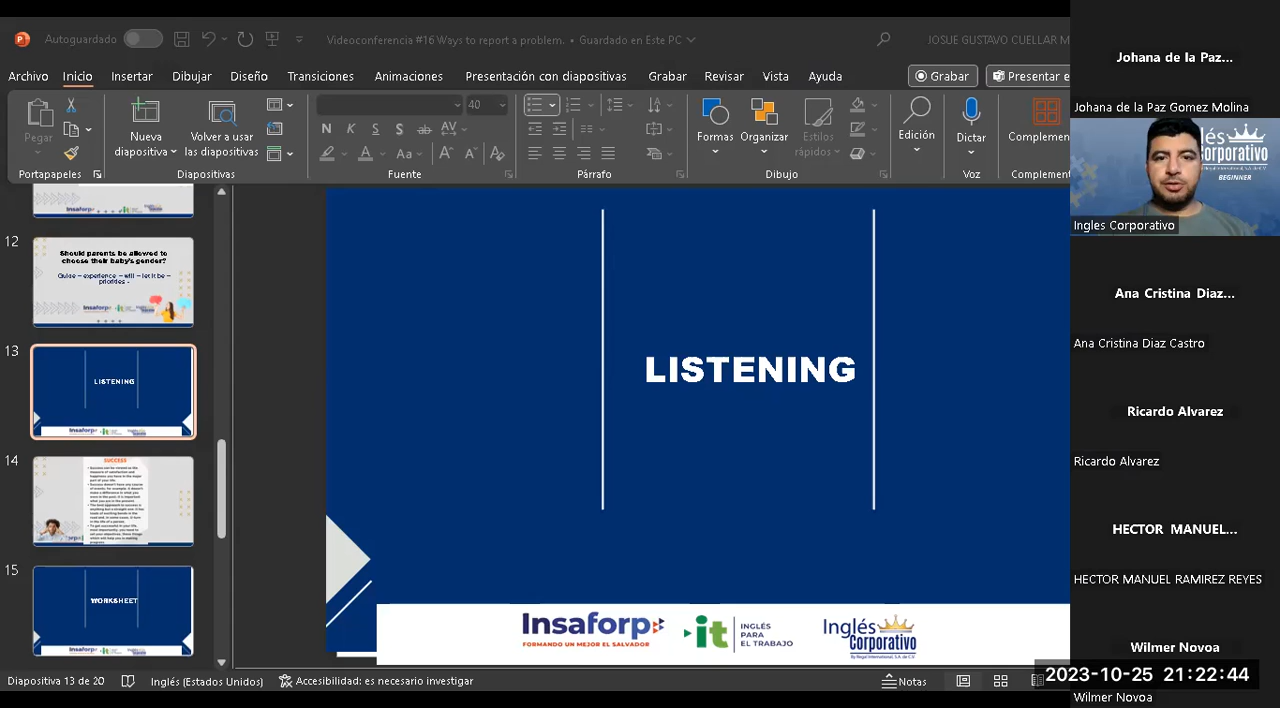 Autoguardado
Videoconferencia #16 Ways to report a problem. • Guardado en Este PC
JOSUE GUSTAVO CUELLAR M
Archivo Inicio Insertar Dibujar Diseño Transiciones Animaciones Presentación con diapositivas Grabar Revisar Vista Ayuda
Grabar
Presentar e
40
Pegar
Nueva diapositiva
Volver a usar las diapositivas
Formas
Organizar
Estilos rápidos
Edición
Dictar
Complemen
Portapapeles
Diapositivas
Fuente
Párrafo
Dibujo
Voz
Complement
12
Should parents be allowed to
choose their baby's gender?
13
LISTENING
14
SUCCESS
15
WORKSHEET
LISTENING
Insaforp
FORMANDO UN MEJOR EL SALVADOR
it
INGLÉS
PARA
EL TRABAJO
Inglés
Corporativo
Diapositiva 13 de 20
Inglés (Estados Unidos)
Accesibilidad: es necesario investigar
Notas
Johana de la Paz...
Johana de la Paz Gomez Molina
BEGINNER
Ingles Corporativo
Ana Cristina Diaz...
Ana Cristina Diaz Castro
Ricardo Alvarez
Ricardo Alvarez
HECTOR MANUEL...
HECTOR MANUEL RAMIREZ REYES
Wilmer Novoa
2023-10-25 21:22:44
Wilmer Novoa